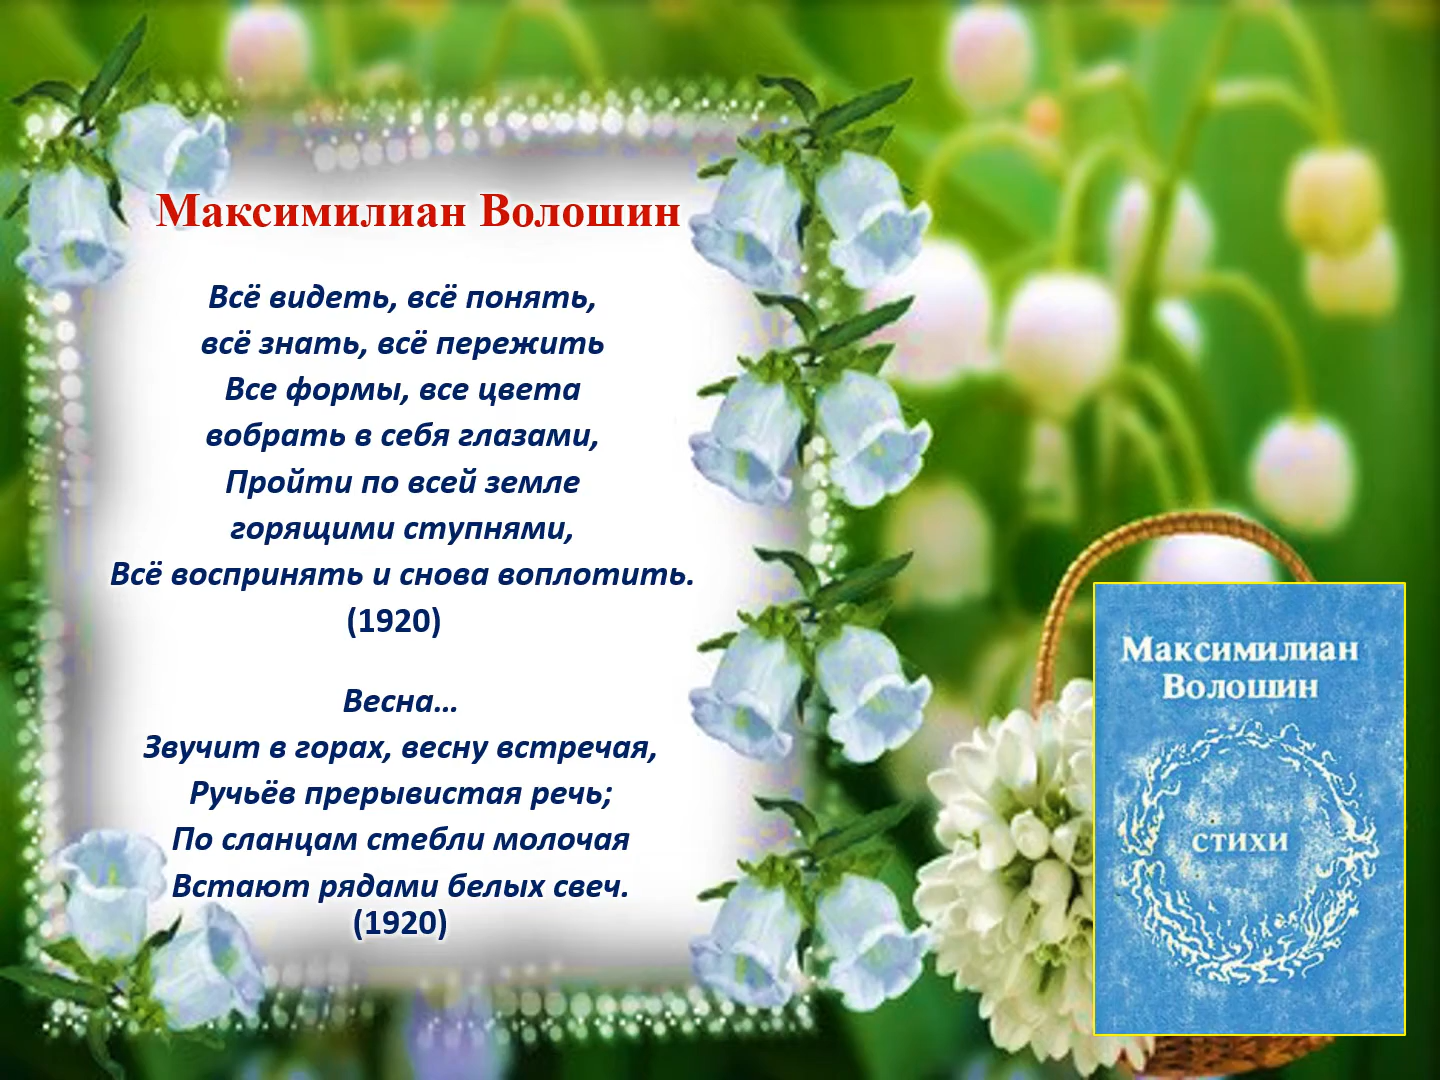 Максимилиан Волошин
Всё видеть, всё понять,
всё знать, всё пережить
Все формы, все цвета
вобрать в себя глазами,
Пройти по всей земле
горящими ступнями,
Всё воспринять и снова воплотить.
(1920)
Весна...
Звучит в горах, весну встречая,
Ручьёв прерывистая речь;
По сланцам стебли молочая
Встают рядами белых свеч.
(1920)
Максимилиан
Волошин
стихи